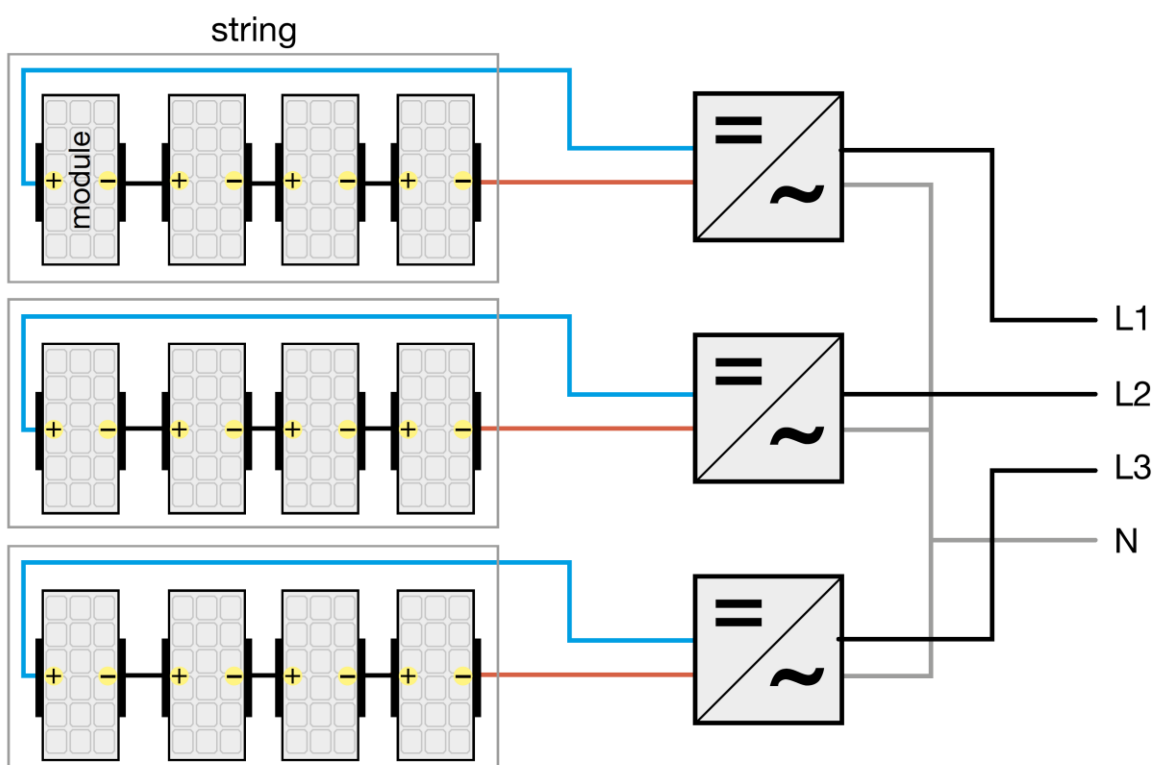 string
module
+ − + − + − + −
= ~
L1
+ − + − + − + −
= ~
L2
L3
N
+ − + − + − + −
= ~